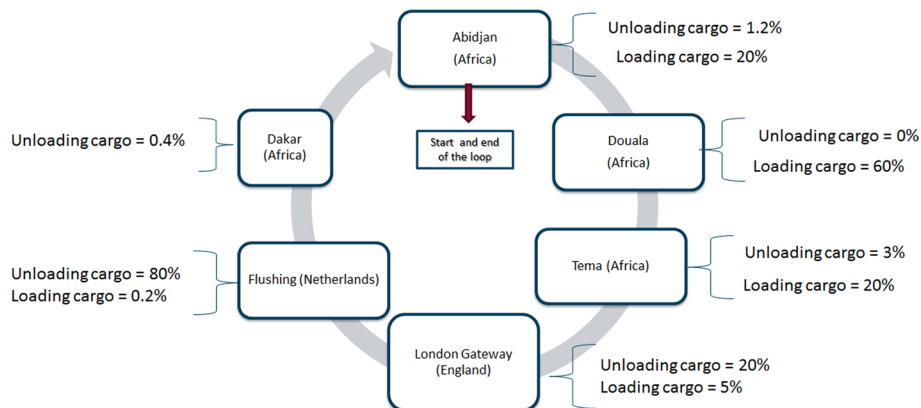 Abidjan
(Africa)
Unloading cargo = 1.2%
Loading cargo = 20%
Start and end
of the loop
Douala
(Africa)
Unloading cargo = 0%
Loading cargo = 60%
Tema (Africa)
Unloading cargo = 3%
Loading cargo = 20%
London Gateway
(England)
Unloading cargo = 20%
Loading cargo = 5%
Flushing (Netherlands)
Unloading cargo = 80%
Loading cargo = 0.2%
Dakar
(Africa)
Unloading cargo = 0.4%